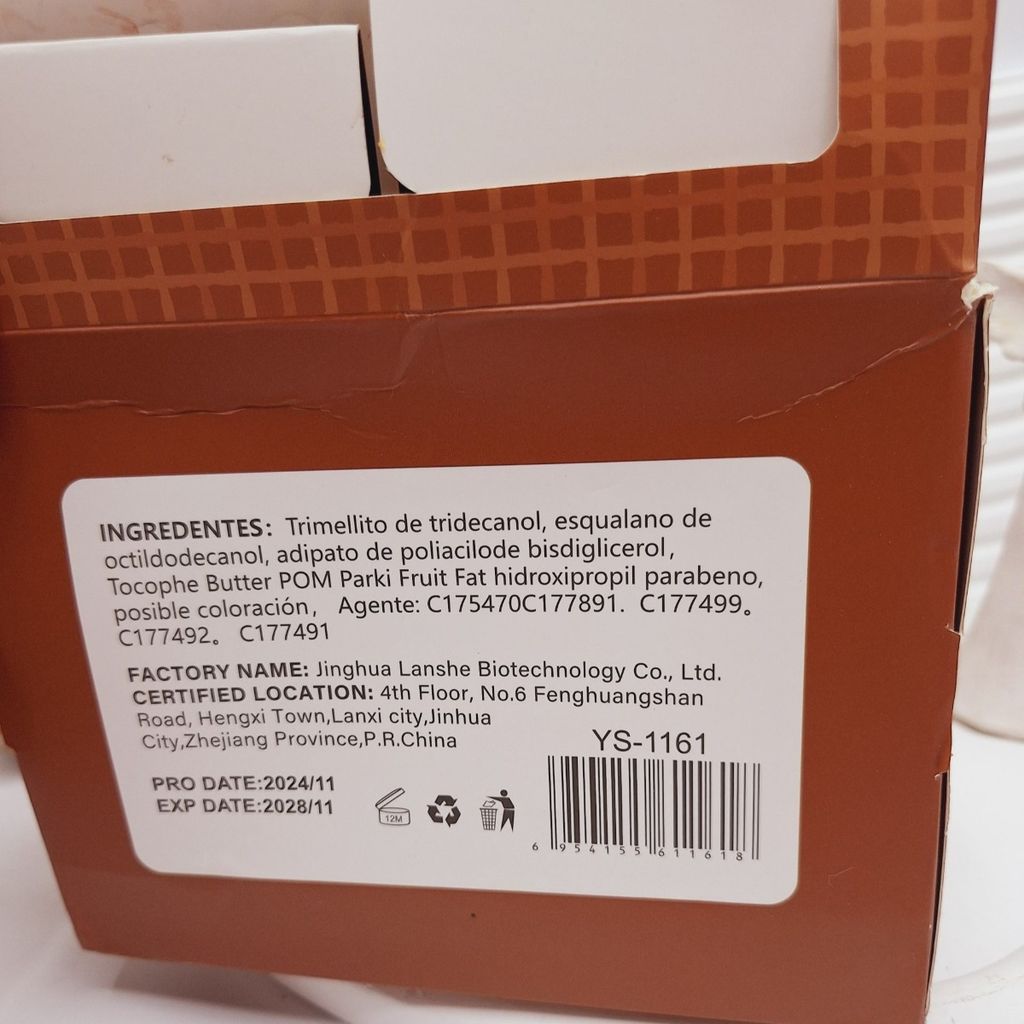 INGREDENTES: Trimellito de tridecanol, esqualano de
octildodecanol, adipato de poliacilode bisdiglicerol,
Tocophe Butter POM Parki Fruit Fat hidroxipropil parabeno,
posible coloración, Agente: C175470C177891. C177499。
C177492。 C177491
FACTORY NAME: Jinghua Lanshe Biotechnology Co., Ltd.
CERTIFIED LOCATION: 4th Floor, No.6 Fenghuangshan
Road, Hengxi Town,Lanxi city,Jinhua
City,Zhejiang Province,P.R.China
YS-1161
PRO DATE:2024/11
EXP DATE:2028/11
12M
6 954155 611618